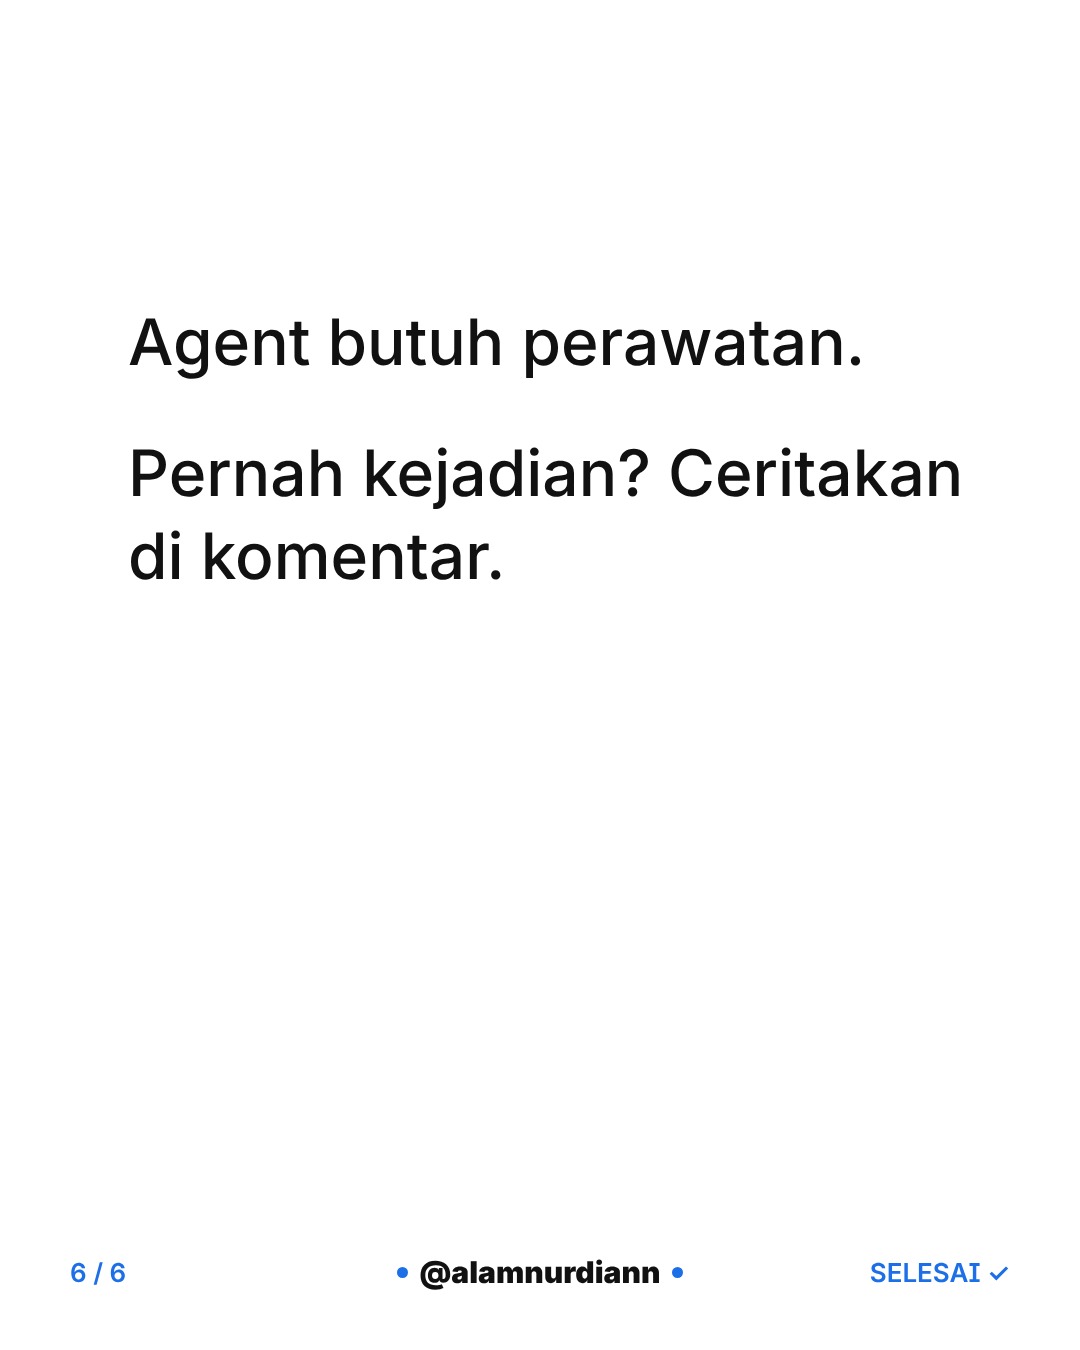 Agent butuh perawatan.
Pernah kejadian? Ceritakan
di komentar.
6 / 6
• @alamnurdiann •
SELESAI ✓